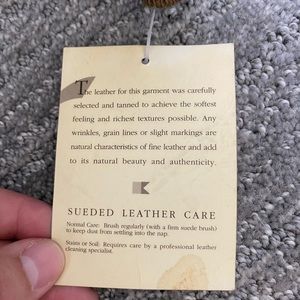 The leather for this garment was carefully
selected and tanned to achieve the softest
feeling and richest textures possible. Any
wrinkles, grain lines or slight markings are
natural characteristics of fine leather and add
to its natural beauty and authenticity.
SUEDED LEATHER CARE
Normal Care: Brush regularly (with a firm suede brush)
to keep dust from settling into the nap.
Stains or Soil: Requires care by a professional leather
cleaning specialist.